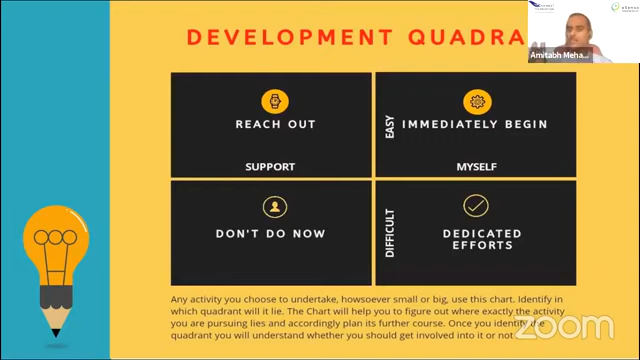 DEVELOPMENT QUADRA
Amitabh Meha...
REACH OUT
EASY
IMMEDIATELY BEGIN
SUPPORT
MYSELF
DON'T DO NOW
DIFFICULT
DEDICATED
EFFORTS
Any activity you choose to undertake, howsoever small or big, use this chart. Identify in
which quadrant will it lie. The Chart will help you to figure out where exactly the activity
you are pursuing lies and accordingly plan its further course. Once you identify the
quadrant you will understand whether you should get involved into it or not
zoom